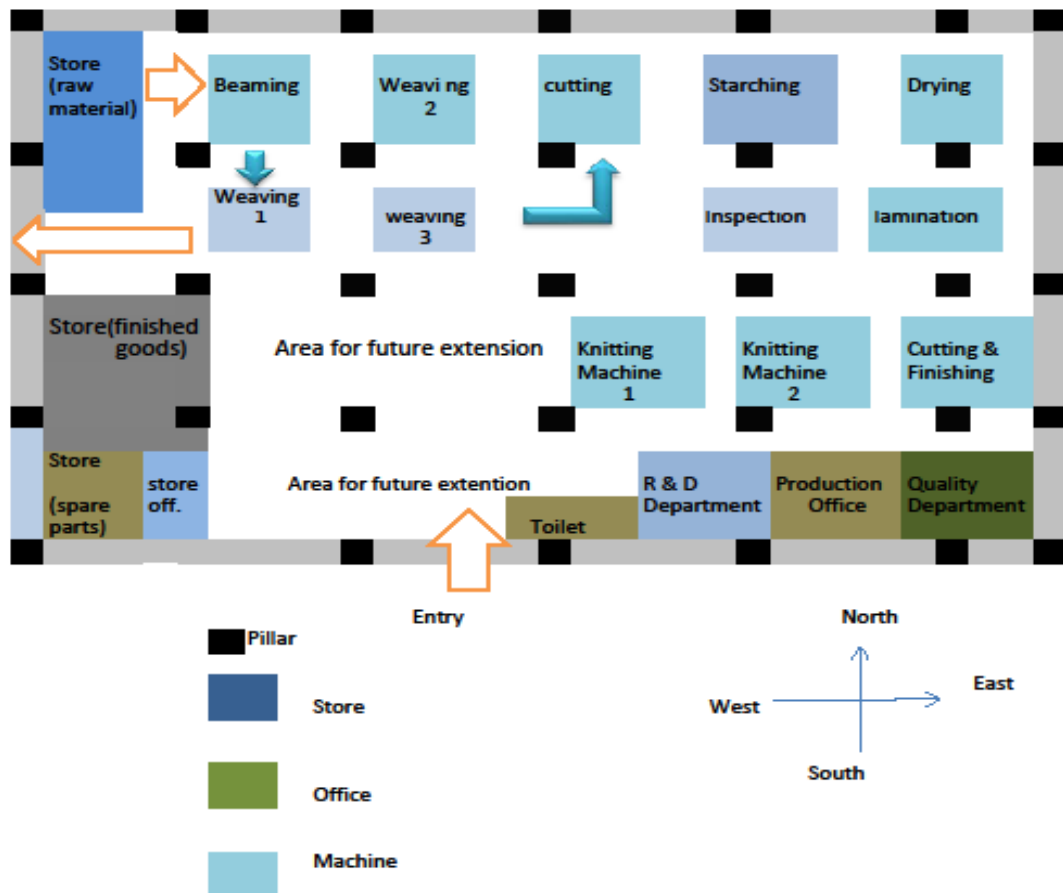 Store
(raw
material)
Beaming
Weavi ng
2
cutting
Starching
Drying
Weaving
1
weaving
3
Inspection
lamination
Store(finished
goods)
Area for future extension
Knitting
Machine
1
Knitting
Machine
2
Cutting &
Finishing
Store
(spare
parts)
store
off.
Area for future extention
Toilet
R & D
Department
Production
Office
Quality
Department
Entry
Pillar
Store
Office
Machine
North
East
West
South